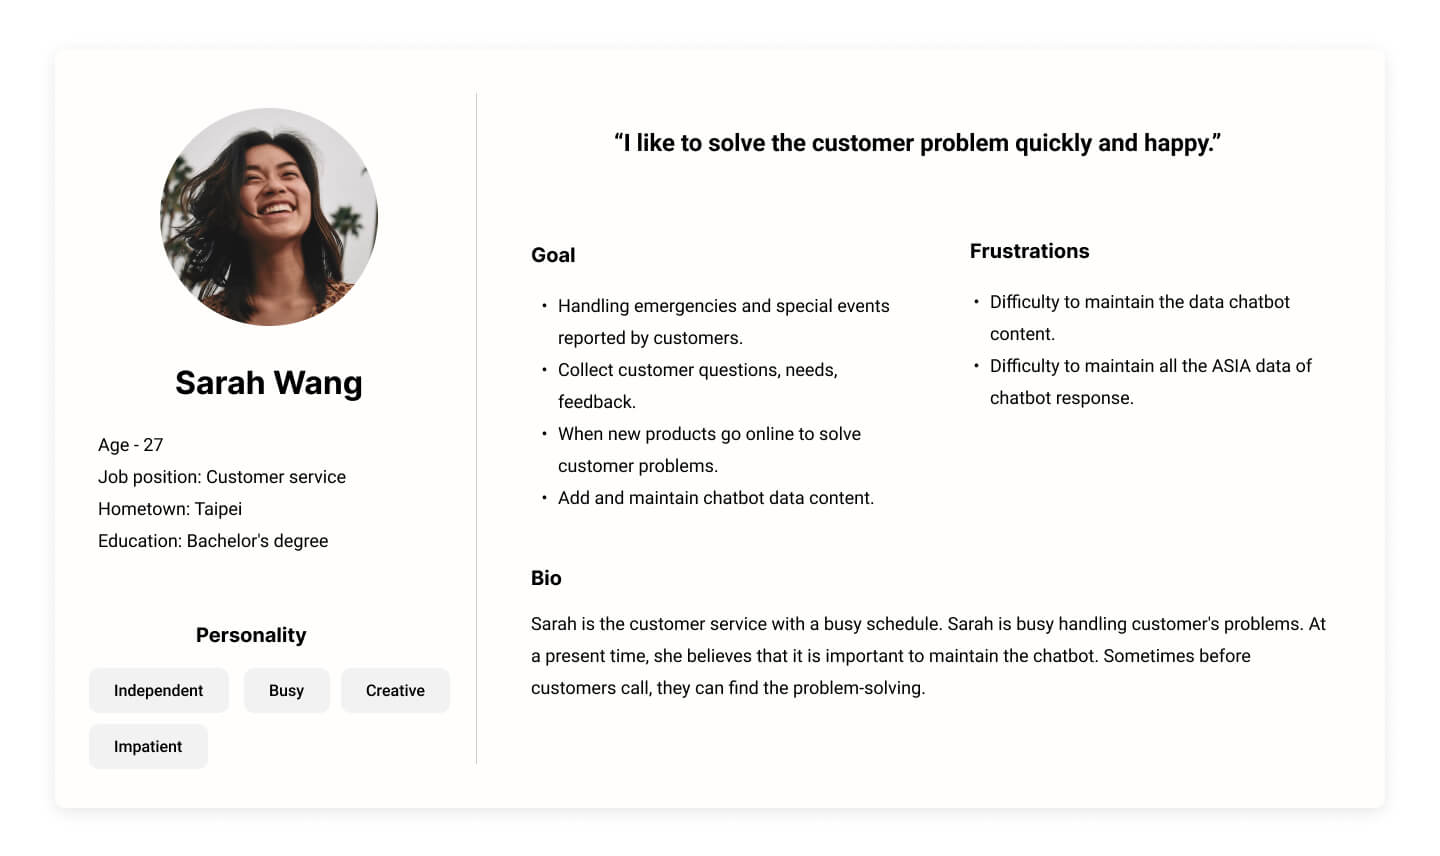 Sarah Wang
Age - 27
Job position: Customer service
Hometown: Taipei
Education: Bachelor's degree
Personality
Independent
Busy
Creative
Impatient
“I like to solve the customer problem quickly and happy.”
Goal
• Handling emergencies and special events
reported by customers.
• Collect customer questions, needs,
feedback.
• When new products go online to solve
customer problems.
• Add and maintain chatbot data content.
Frustrations
• Difficulty to maintain the data chatbot
content.
• Difficulty to maintain all the ASIA data of
chatbot response.
Bio
Sarah is the customer service with a busy schedule. Sarah is busy handling customer's problems. At
a present time, she believes that it is important to maintain the chatbot. Sometimes before
customers call, they can find the problem-solving.